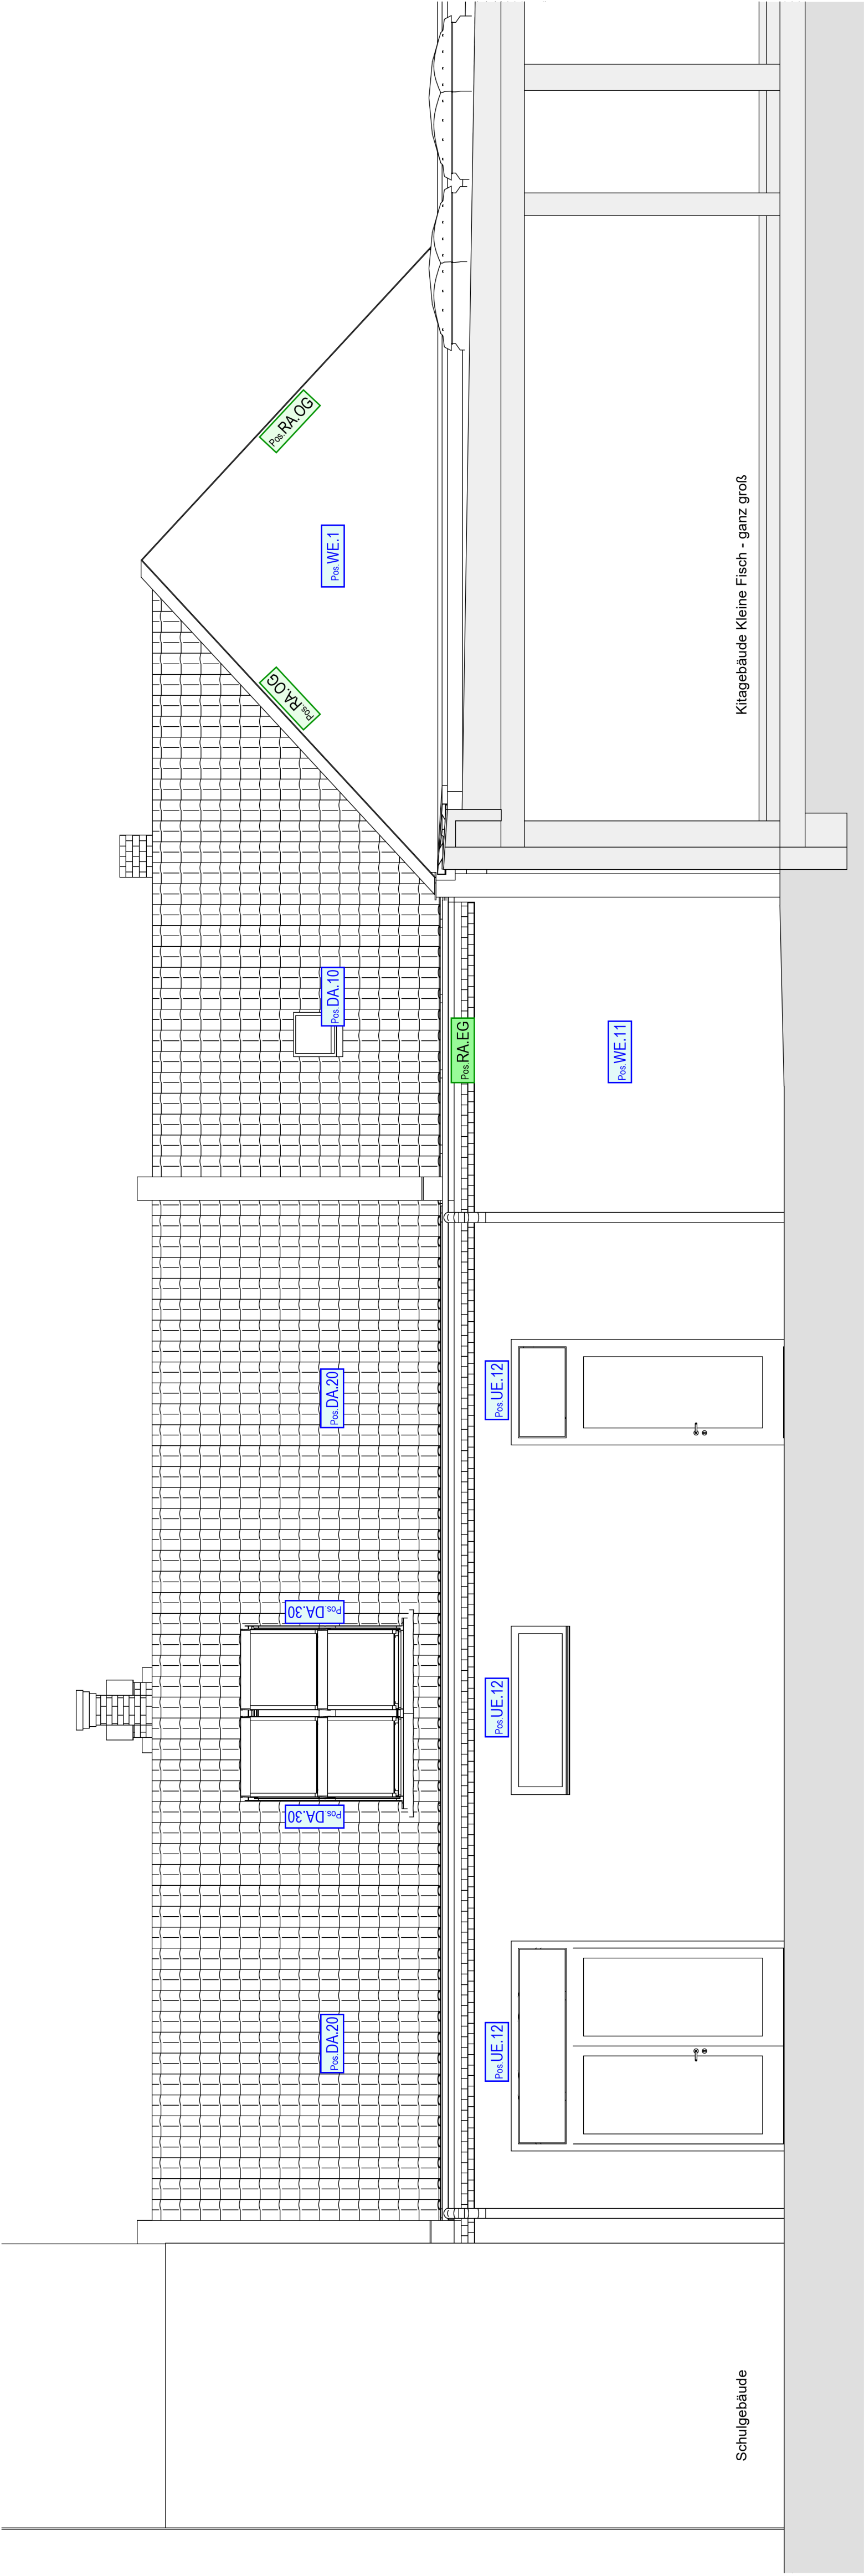 Pos.DA.30
Pos.DA.30
Pos.DA.20
Pos.DA.20
Pos.DA.10
Pos.RA.OG
Pos.WE.1
Pos.RA.OG
Pos.RA.EG
Pos.UE.12
Pos.UE.12
Pos.UE.12
Pos.WE.11
Schulgebäude
Kitagebäude Kleine Fisch - ganz groß